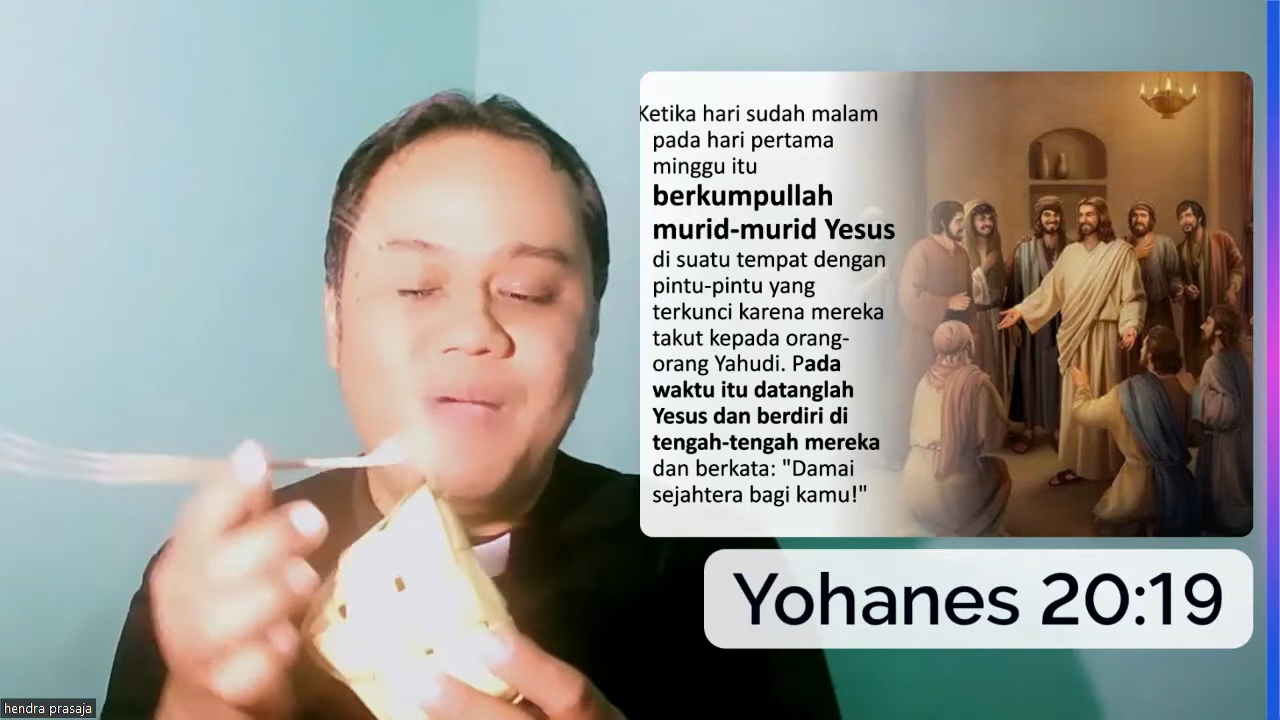 Ketika hari sudah malam
pada hari pertama
minggu itu
berkumpullah
murid-murid Yesus
di suatu tempat dengan
pintu-pintu yang
terkunci karena mereka
takut kepada orang-
orang Yahudi. Pada
waktu itu datanglah
Yesus dan berdiri di
tengah-tengah mereka
dan berkata: "Damai
sejahtera bagi kamu!"
Yohanes 20:19
hendra prasaja